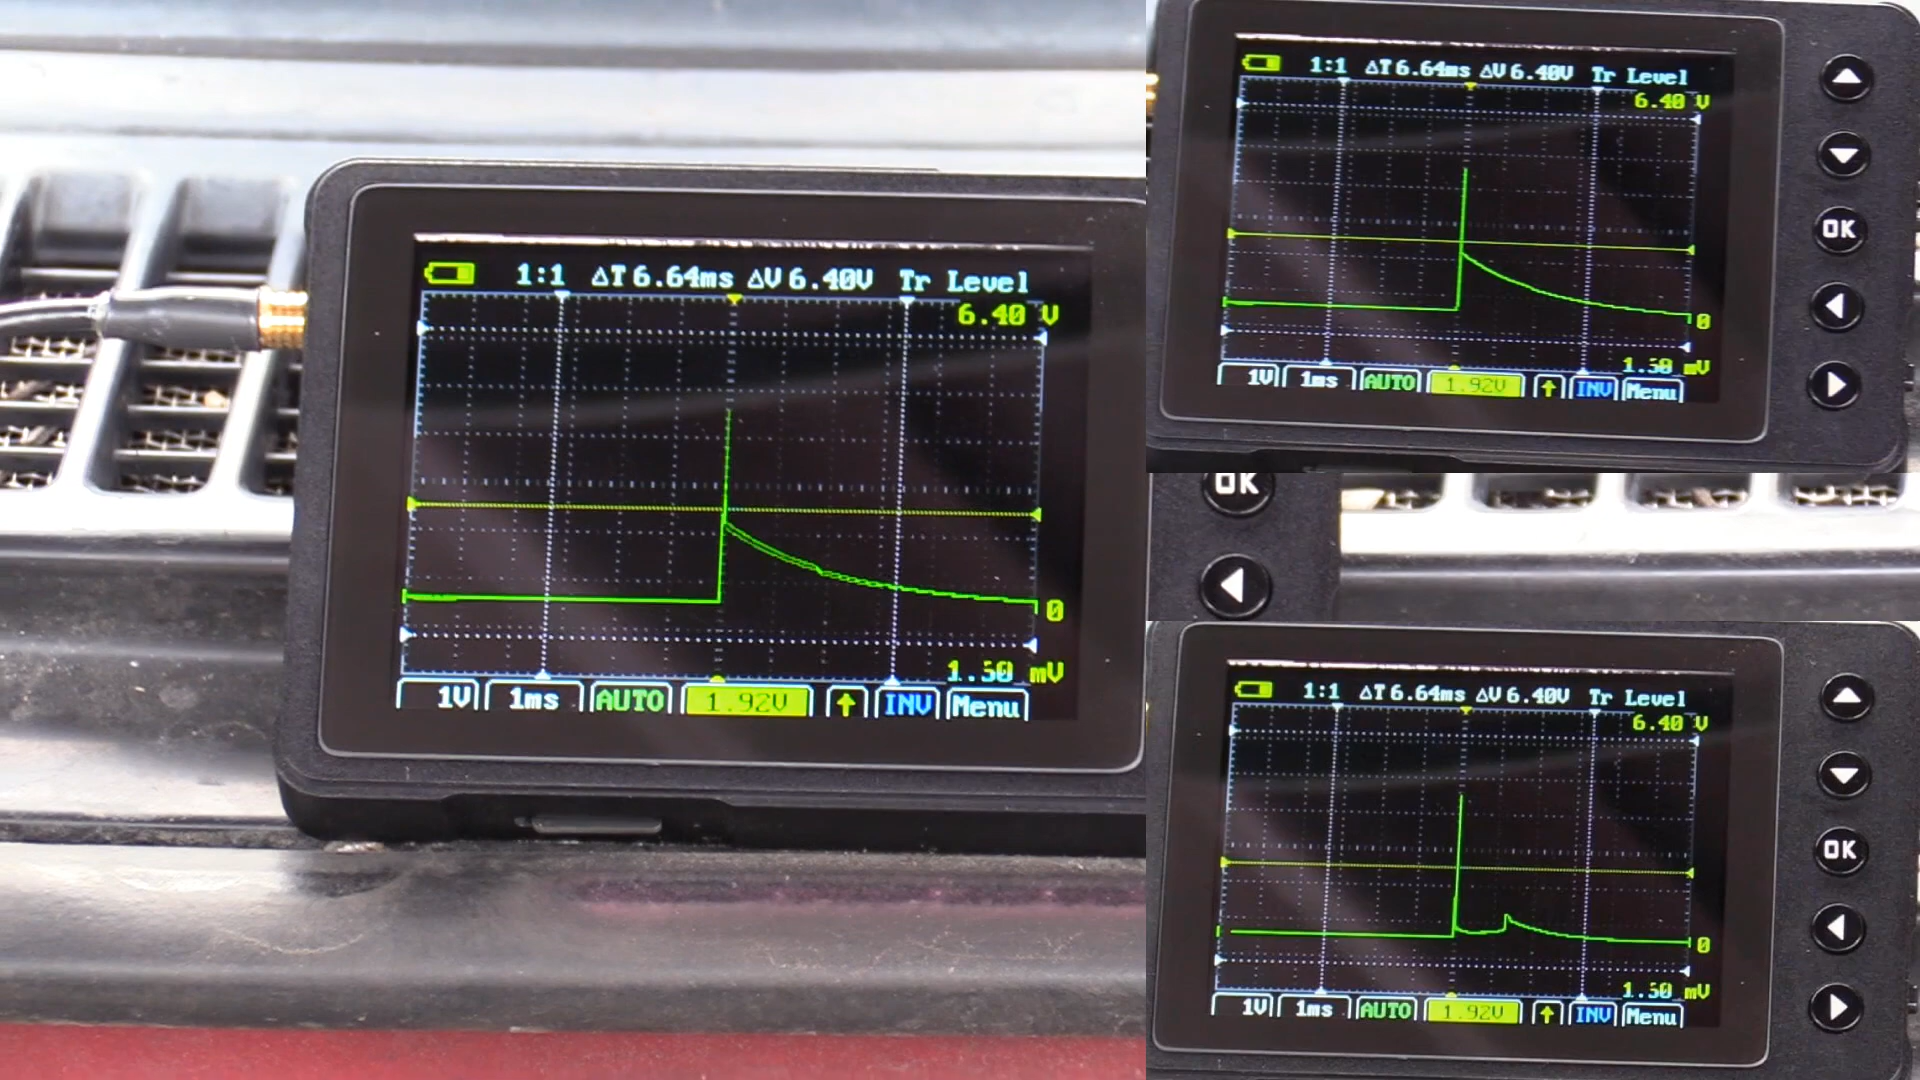 1:1 ΔT 6.64ms ΔV 6.40V Tr Level
6.40 V
0
1.50 mV
1V 1ms AUTO 1.92V ↑ INV Menu
1:1 ΔT 6.64ms ΔV 6.40V Tr Level
6.40 V
0
1.50 mV
1V 1ms AUTO 1.92V ↑ INV Menu
OK
OK
1:1 ΔT 6.64ms ΔV 6.40V Tr Level
6.40 V
0
1.50 mV
1V 1ms AUTO 1.92V ↑ INV Menu
OK